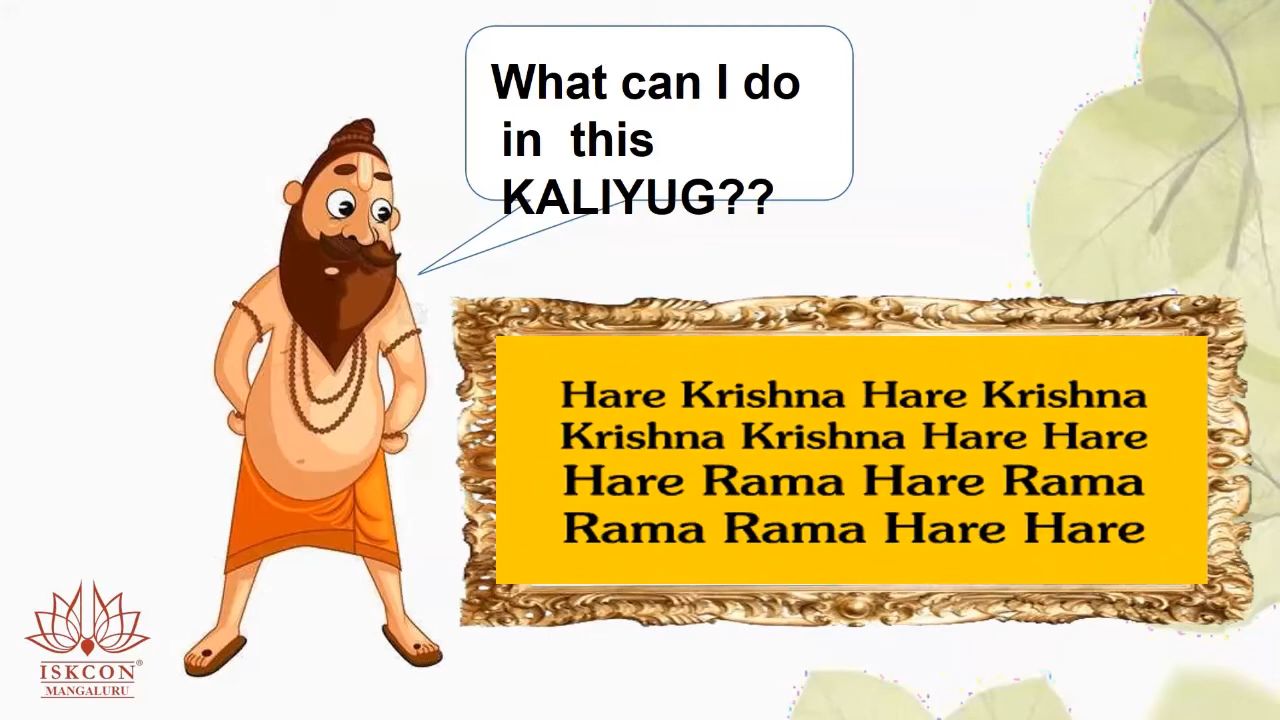 What can I do
in this
KALIYUG??
Hare Krishna Hare Krishna
Krishna Krishna Hare Hare
Hare Rama Hare Rama
Rama Rama Hare Hare
ISKCON®
MANGALURU